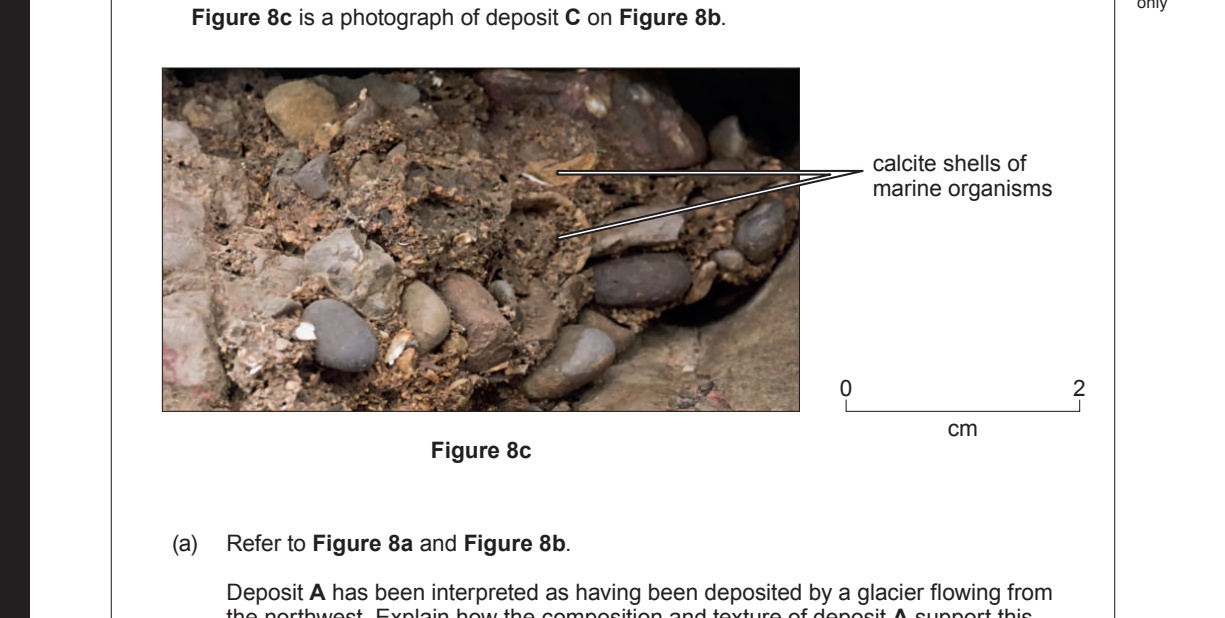 only
Figure 8c is a photograph of deposit C on Figure 8b.
calcite shells of
marine organisms
0 2
cm
Figure 8c
(a) Refer to Figure 8a and Figure 8b.
Deposit A has been interpreted as having been deposited by a glacier flowing from
the northwest. Explain how the composition and texture of deposit A support this